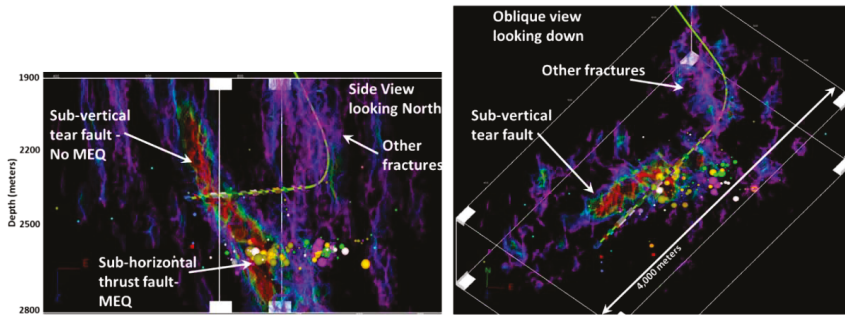 1900
2200
2500
2800
Depth (meters)
Sub-vertical
tear fault -
No MEQ
Side View
looking North
Other
fractures
Sub-horizontal
thrust fault-
MEQ
Oblique view
looking down
Other fractures
Sub-vertical
tear fault
4,000 meters